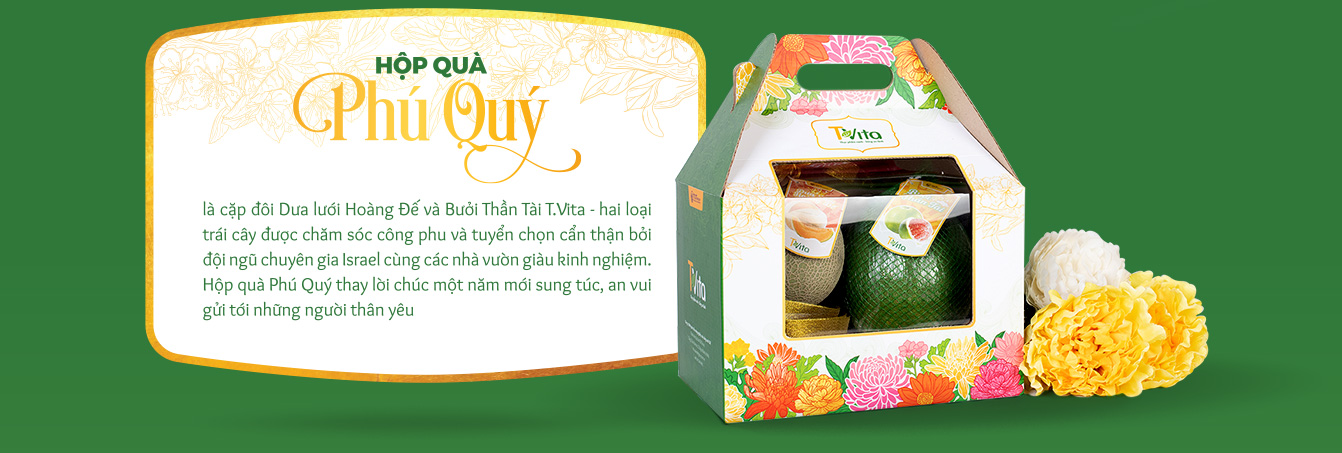 HỘP QUÀ
Phú Quý
là cặp đôi Dưa lưới Hoàng Đế và Bưởi Thần Tài T.Vita - hai loại
trái cây được chăm sóc công phu và tuyển chọn cẩn thận bởi
đội ngũ chuyên gia Israel cùng các nhà vườn giàu kinh nghiệm.
Hộp quà Phú Quý thay lời chúc một năm mới sung túc, an vui
gửi tới những người thân yêu
T.Vita
T.Vita
T.Vita
T.Vita